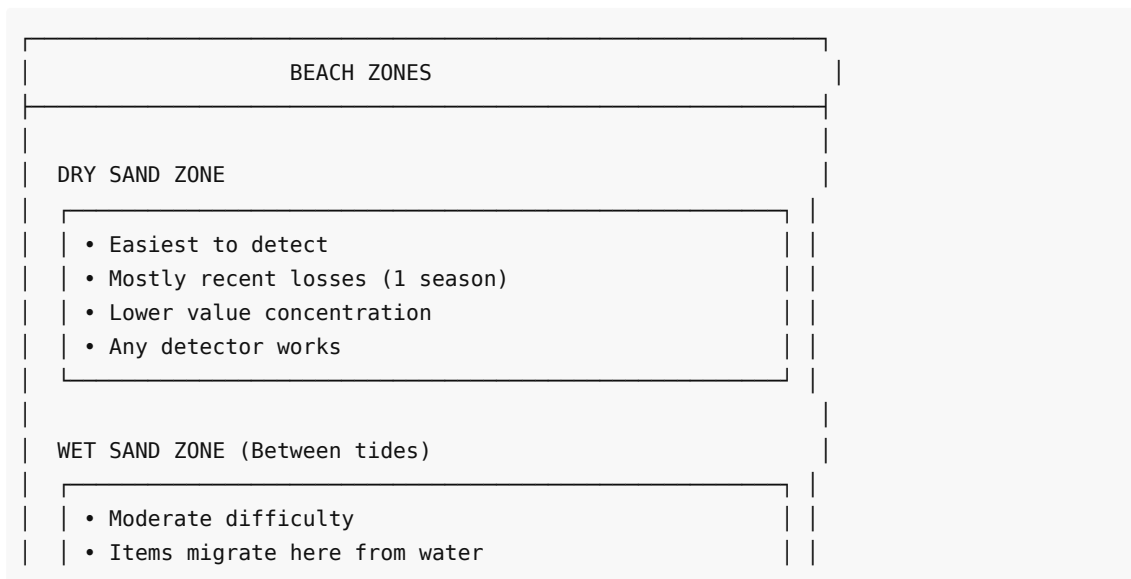 BEACH ZONES
DRY SAND ZONE
• Easiest to detect
• Mostly recent losses (1 season)
• Lower value concentration
• Any detector works
WET SAND ZONE (Between tides)
• Moderate difficulty
• Items migrate here from water